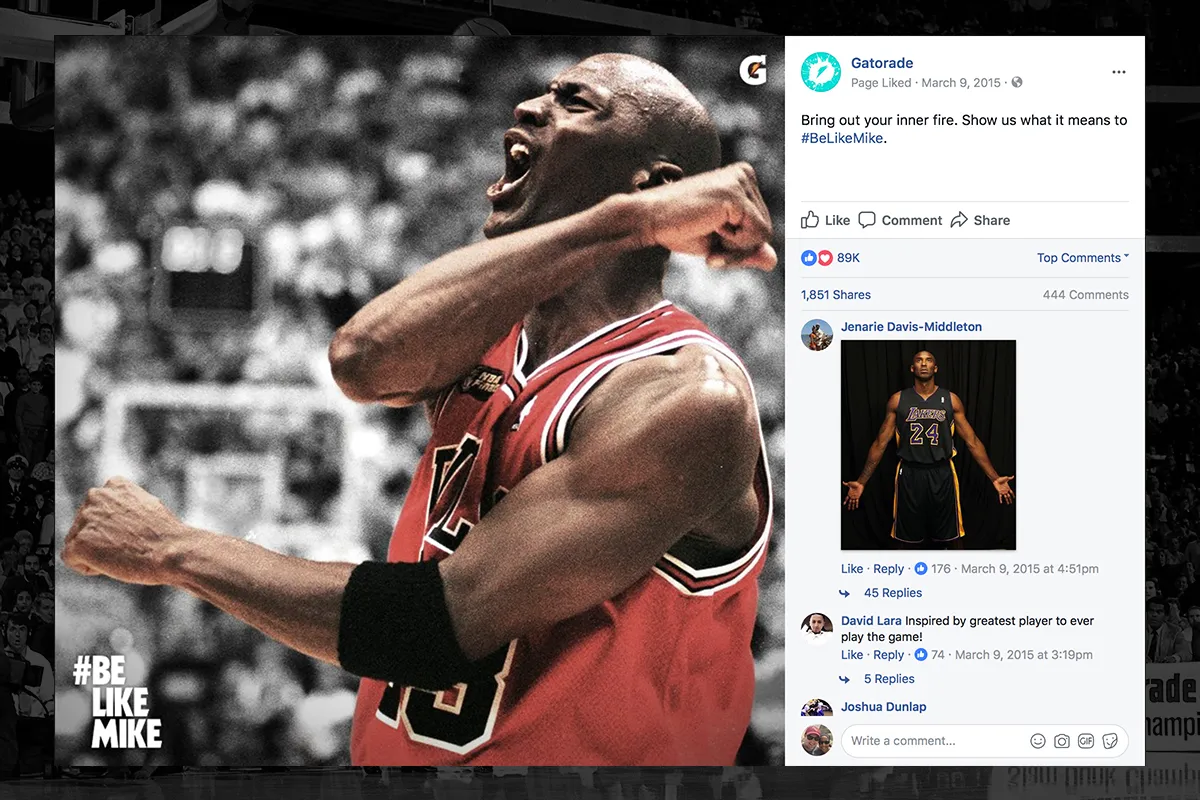 G
#BE
LIKE
MIKE
23
NBA
Gatorade
Page Liked · March 9, 2015 ·
Bring out your inner fire. Show us what it means to
#BeLikeMike.
Like Comment Share
89K Top Comments
1,851 Shares 444 Comments
Jenarie Davis-Middleton
LAKERS
24
Like · Reply · 176 · March 9, 2015 at 4:51pm
45 Replies
David Lara Inspired by greatest player to ever
play the game!
Like · Reply · 74 · March 9, 2015 at 3:19pm
5 Replies
Joshua Dunlap
Write a comment... GIF